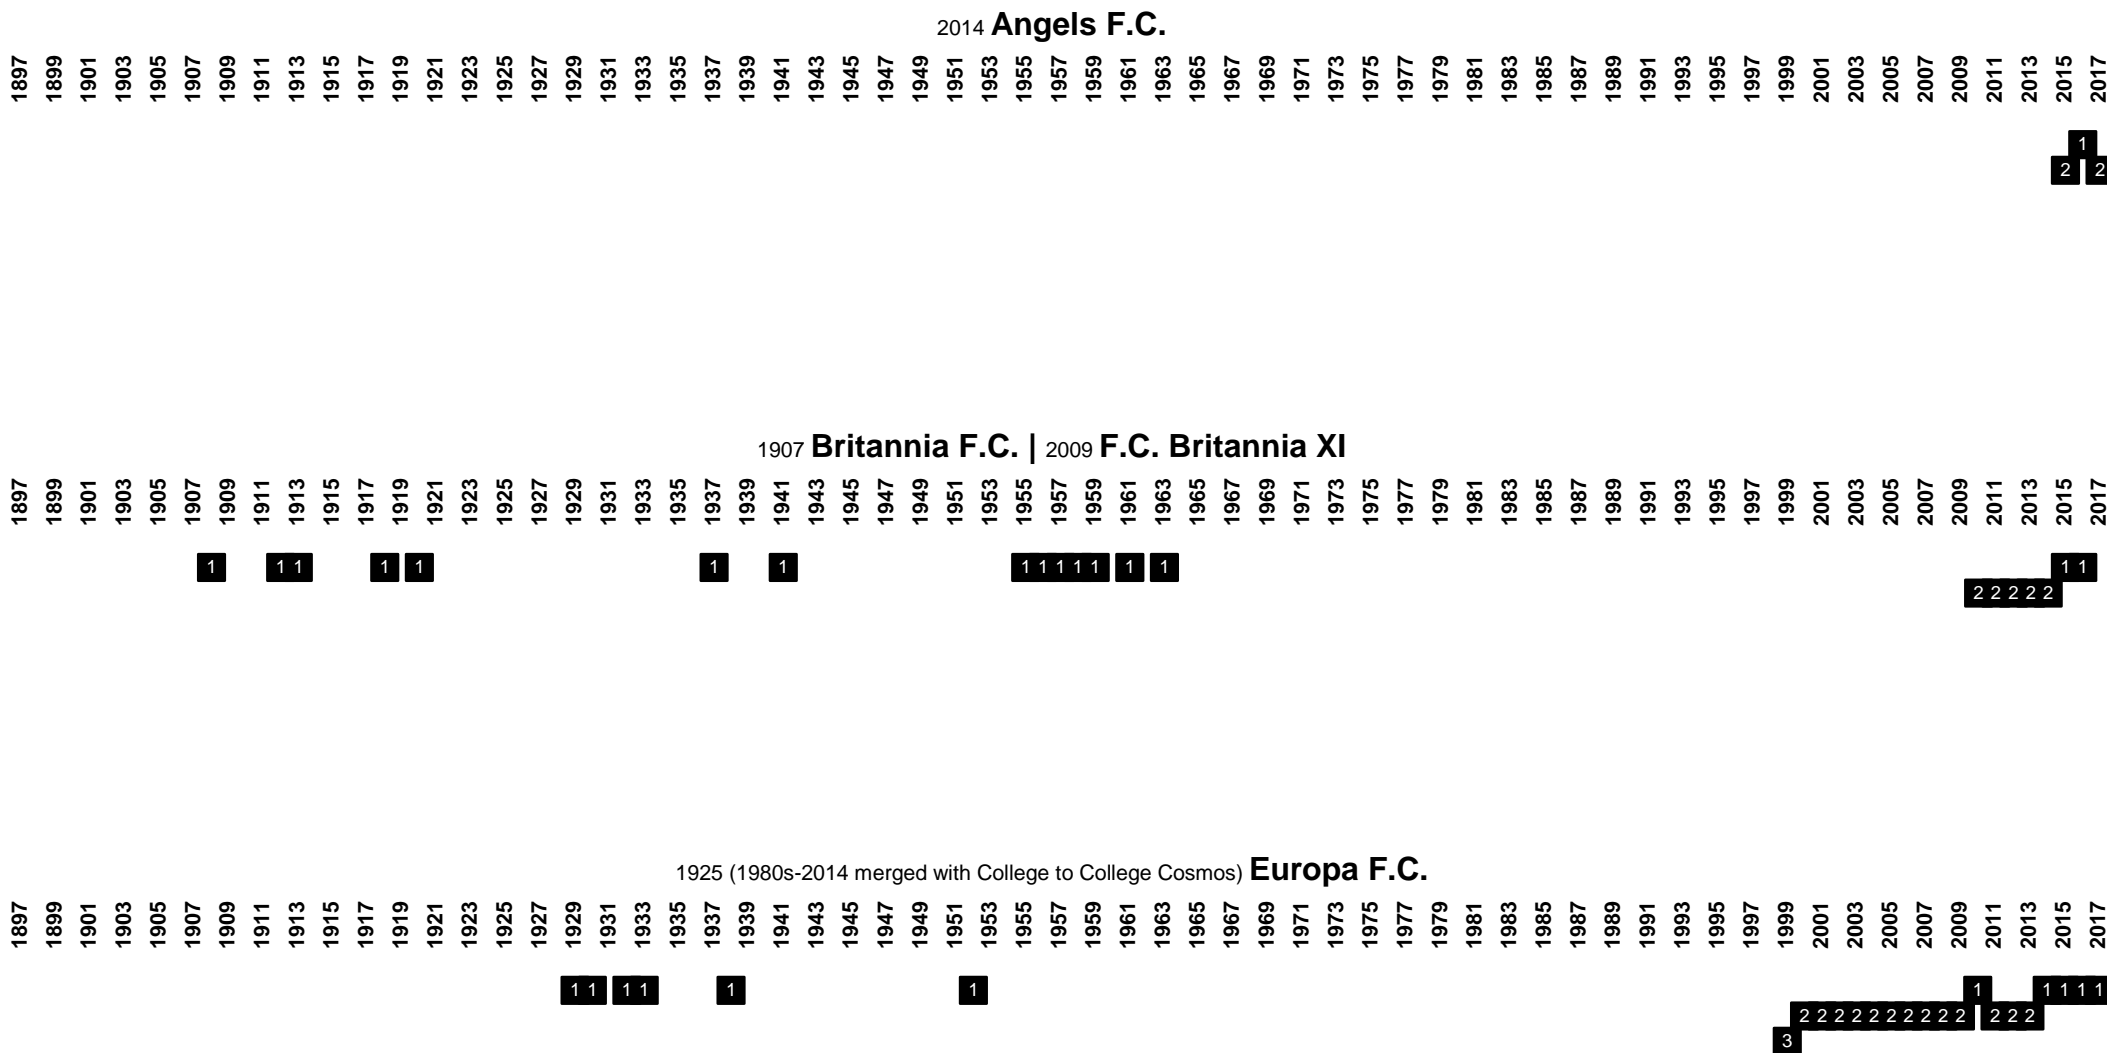 2014 Angels F.C.
1897 1899 1901 1903 1905 1907 1909 1911 1913 1915 1917 1919 1921 1923 1925 1927 1929 1931 1933 1935 1937 1939 1941 1943 1945 1947 1949 1951 1953 1955 1957 1959 1961 1963 1965 1967 1969 1971 1973 1975 1977 1979 1981 1983 1985 1987 1989 1991 1993 1995 1997 1999 2001 2003 2005 2007 2009 2011 2013 2015 2017
1
2 2
1907 Britannia F.C. | 2009 F.C. Britannia XI
1897 1899 1901 1903 1905 1907 1909 1911 1913 1915 1917 1919 1921 1923 1925 1927 1929 1931 1933 1935 1937 1939 1941 1943 1945 1947 1949 1951 1953 1955 1957 1959 1961 1963 1965 1967 1969 1971 1973 1975 1977 1979 1981 1983 1985 1987 1989 1991 1993 1995 1997 1999 2001 2003 2005 2007 2009 2011 2013 2015 2017
1 1 1 1 1 1 1 1 1 1 1 1 1 1 1 1
2 2 2 2 2
1925 (1980s-2014 merged with College to College Cosmos) Europa F.C.
1897 1899 1901 1903 1905 1907 1909 1911 1913 1915 1917 1919 1921 1923 1925 1927 1929 1931 1933 1935 1937 1939 1941 1943 1945 1947 1949 1951 1953 1955 1957 1959 1961 1963 1965 1967 1969 1971 1973 1975 1977 1979 1981 1983 1985 1987 1989 1991 1993 1995 1997 1999 2001 2003 2005 2007 2009 2011 2013 2015 2017
1 1 1 1 1 1 1 1 1 1 1
2 2 2 2 2 2 2 2 2 2 2 2 2
3